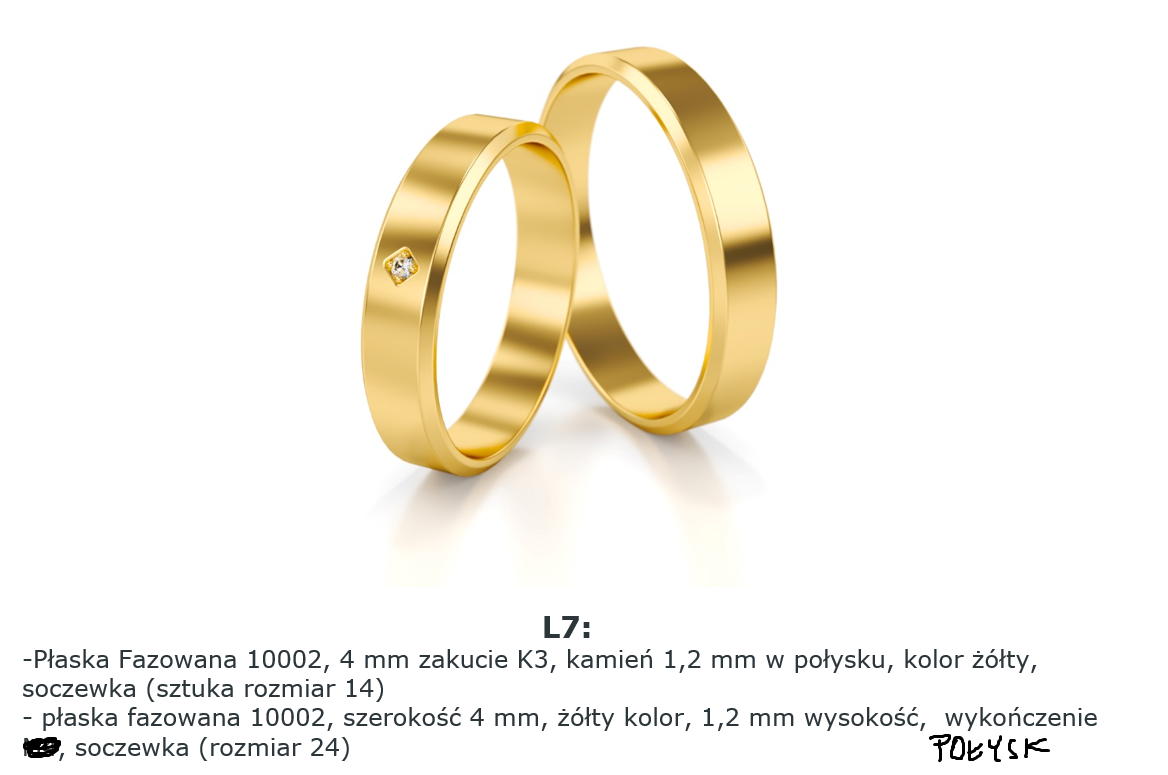 L7:
-Płaska Fazowana 10002, 4 mm zakucie K3, kamień 1,2 mm w połysku, kolor żółty,
soczewka (sztuka rozmiar 14)
- płaska fazowana 10002, szerokość 4 mm, żółty kolor, 1,2 mm wysokość, wykończenie
, soczewka (rozmiar 24) POŁYSK